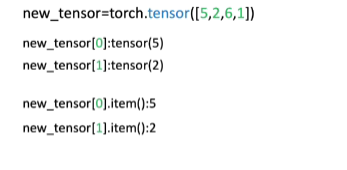 new_tensor=torch.tensor([5,2,6,1])
new_tensor[0]:tensor(5)
new_tensor[1]:tensor(2)
new_tensor[0].item():5
new_tensor[1].item():2